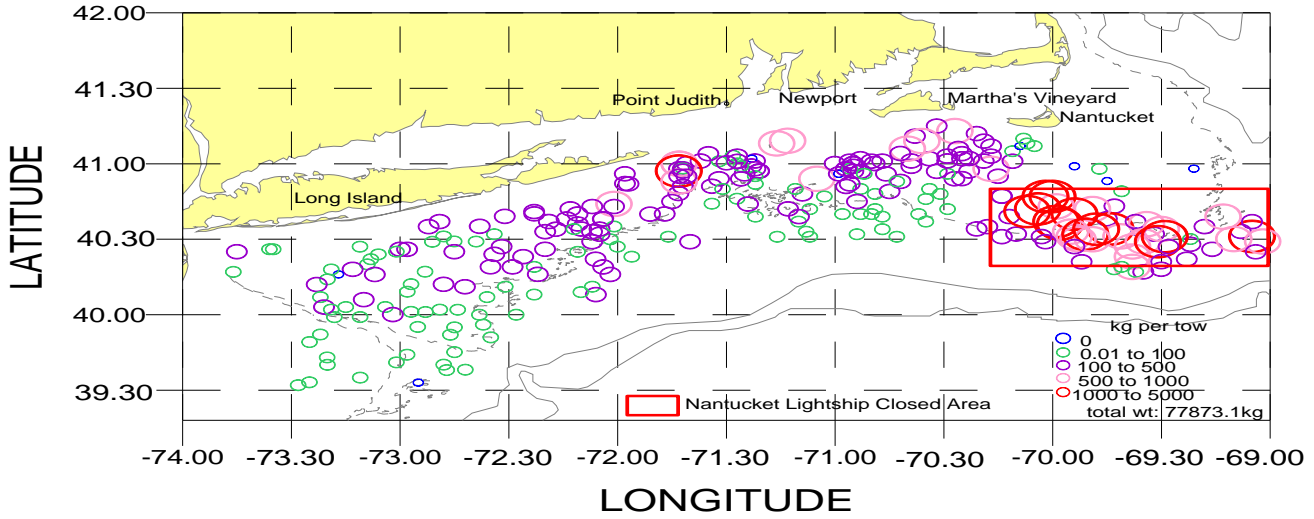 42.00
41.30
Point Judith
Newport
Martha's Vineyard
Nantucket
41.00
Long Island
40.30
40.00
39.30
LATITUDE
kg per tow
0
0.01 to 100
100 to 500
500 to 1000
1000 to 5000
total wt: 77873.1kg
Nantucket Lightship Closed Area
-74.00 -73.30 -73.00 -72.30 -72.00 -71.30 -71.00 -70.30 -70.00 -69.30 -69.00
LONGITUDE